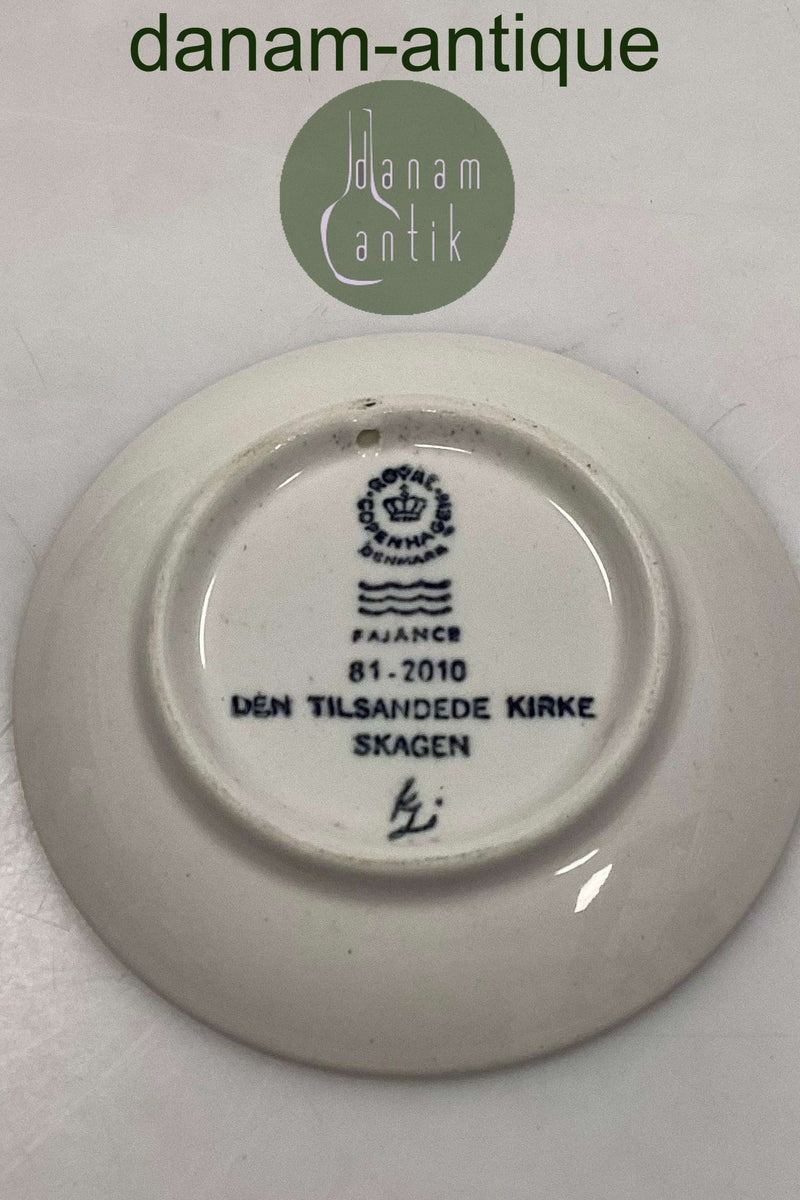 danam-antique
danam
antik
ROYAL COPENHAGEN
DENMARK
FAJANCE
81-2010
DEN TILSANDEDE KIRKE
SKAGEN